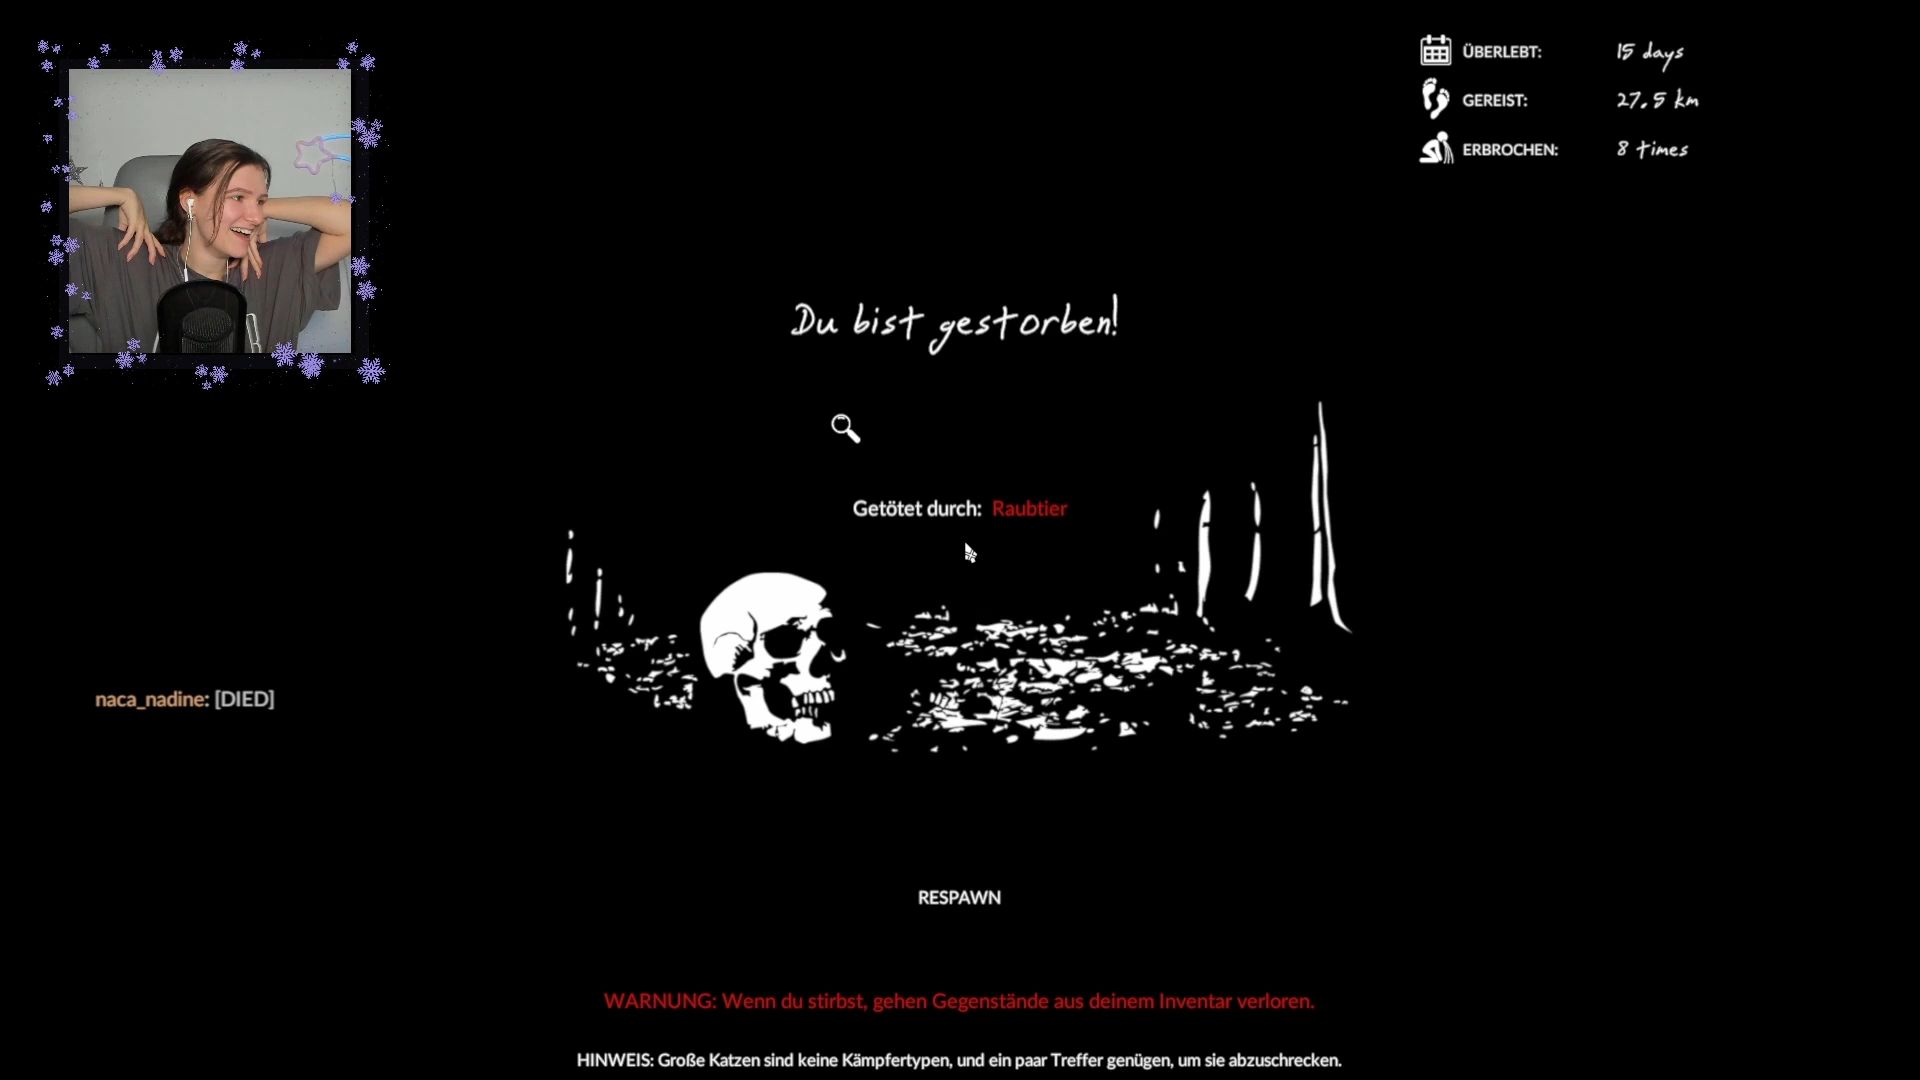 ÜBERLEBT: 15 days
GEREIST: 27.5 km
ERBROCHEN: 8 times
Du bist gestorben!
Getötet durch: Raubtier
naca_nadine: [DIED]
RESPAWN
WARNUNG: Wenn du stirbst, gehen Gegenstände aus deinem Inventar verloren.
HINWEIS: Große Katzen sind keine Kämpfertypen, und ein paar Treffer genügen, um sie abzuschrecken.